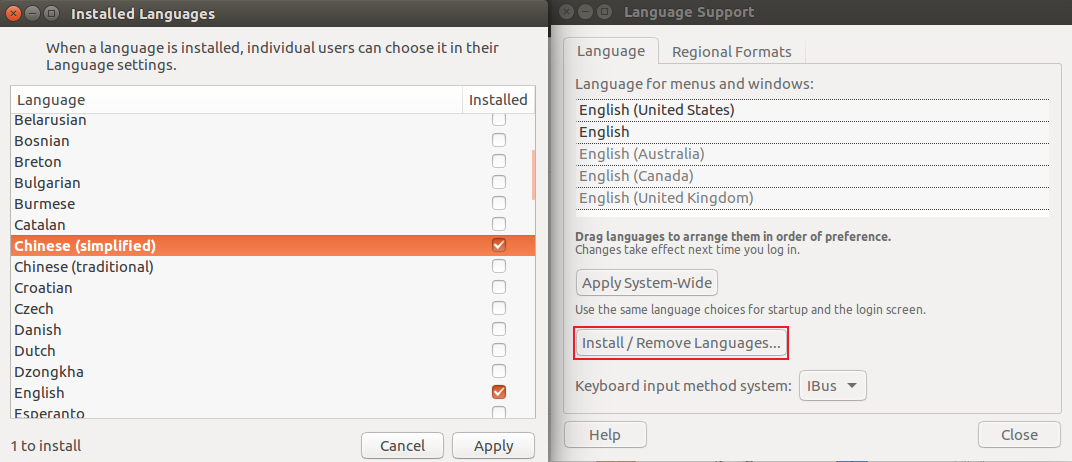 Installed Languages
When a language is installed, individual users can choose it in their
Language settings.
Language Installed
Belarusian
Bosnian
Breton
Bulgarian
Burmese
Catalan
Chinese (simplified)
Chinese (traditional)
Croatian
Czech
Danish
Dutch
Dzongkha
English
Esperanto
1 to install
Cancel Apply
Language Support
Language Regional Formats
Language for menus and windows:
English (United States)
English
English (Australia)
English (Canada)
English (United Kingdom)
Drag languages to arrange them in order of preference.
Changes take effect next time you log in.
Apply System-Wide
Use the same language choices for startup and the login screen.
Install / Remove Languages...
Keyboard input method system: IBus
Help Close